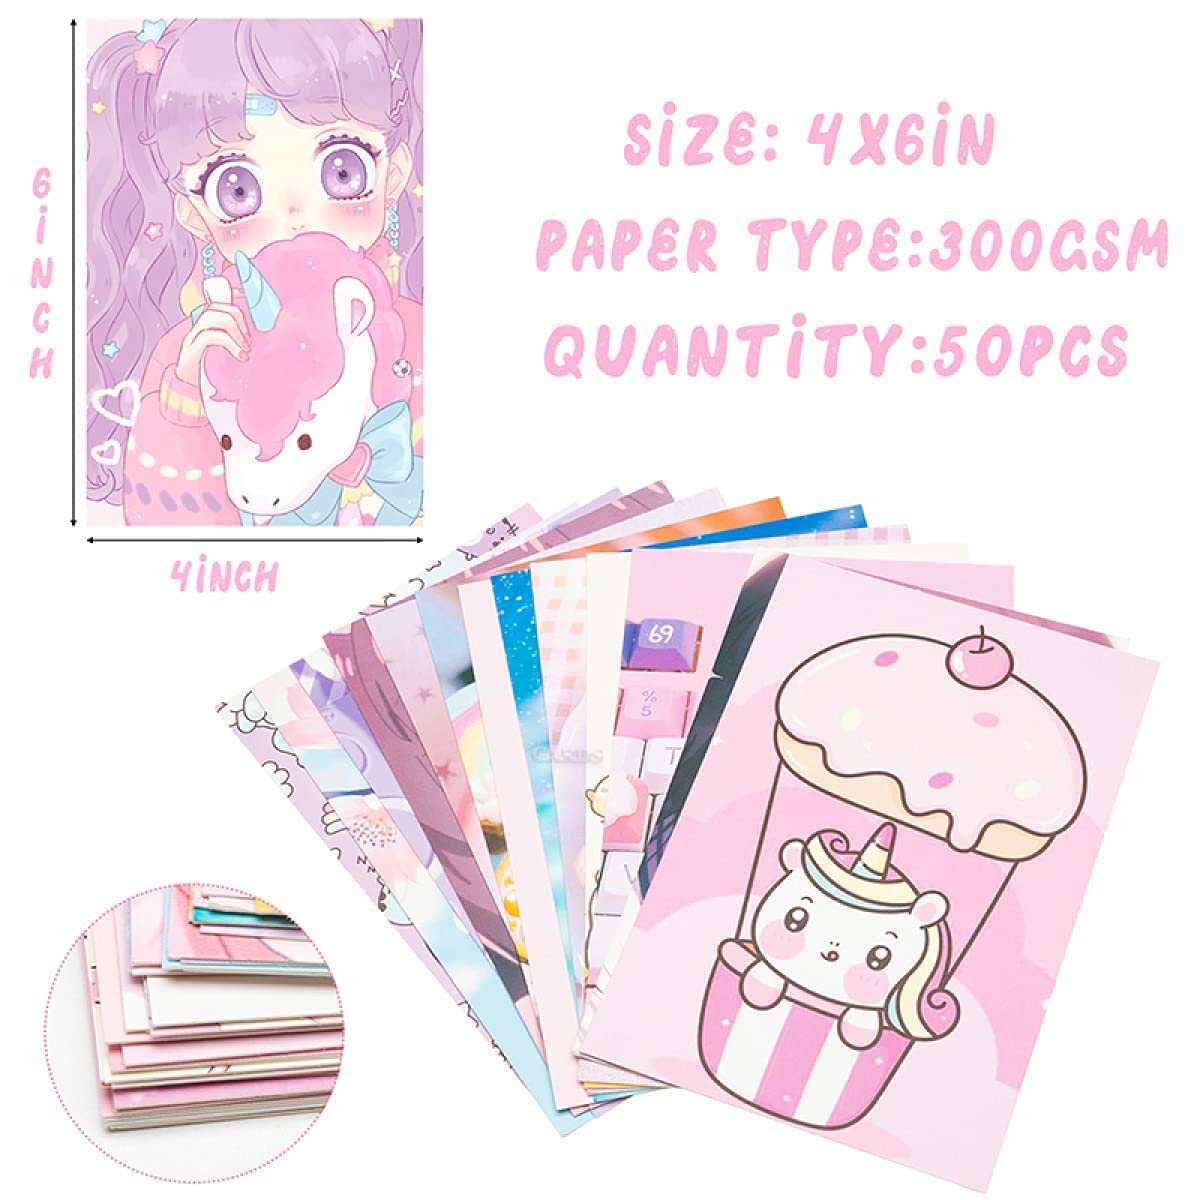 SIZE: 4X6IN
PAPER TYPE:300GSM
QUANTITY:50PCS
6INCH
4INCH
69
%
5
T